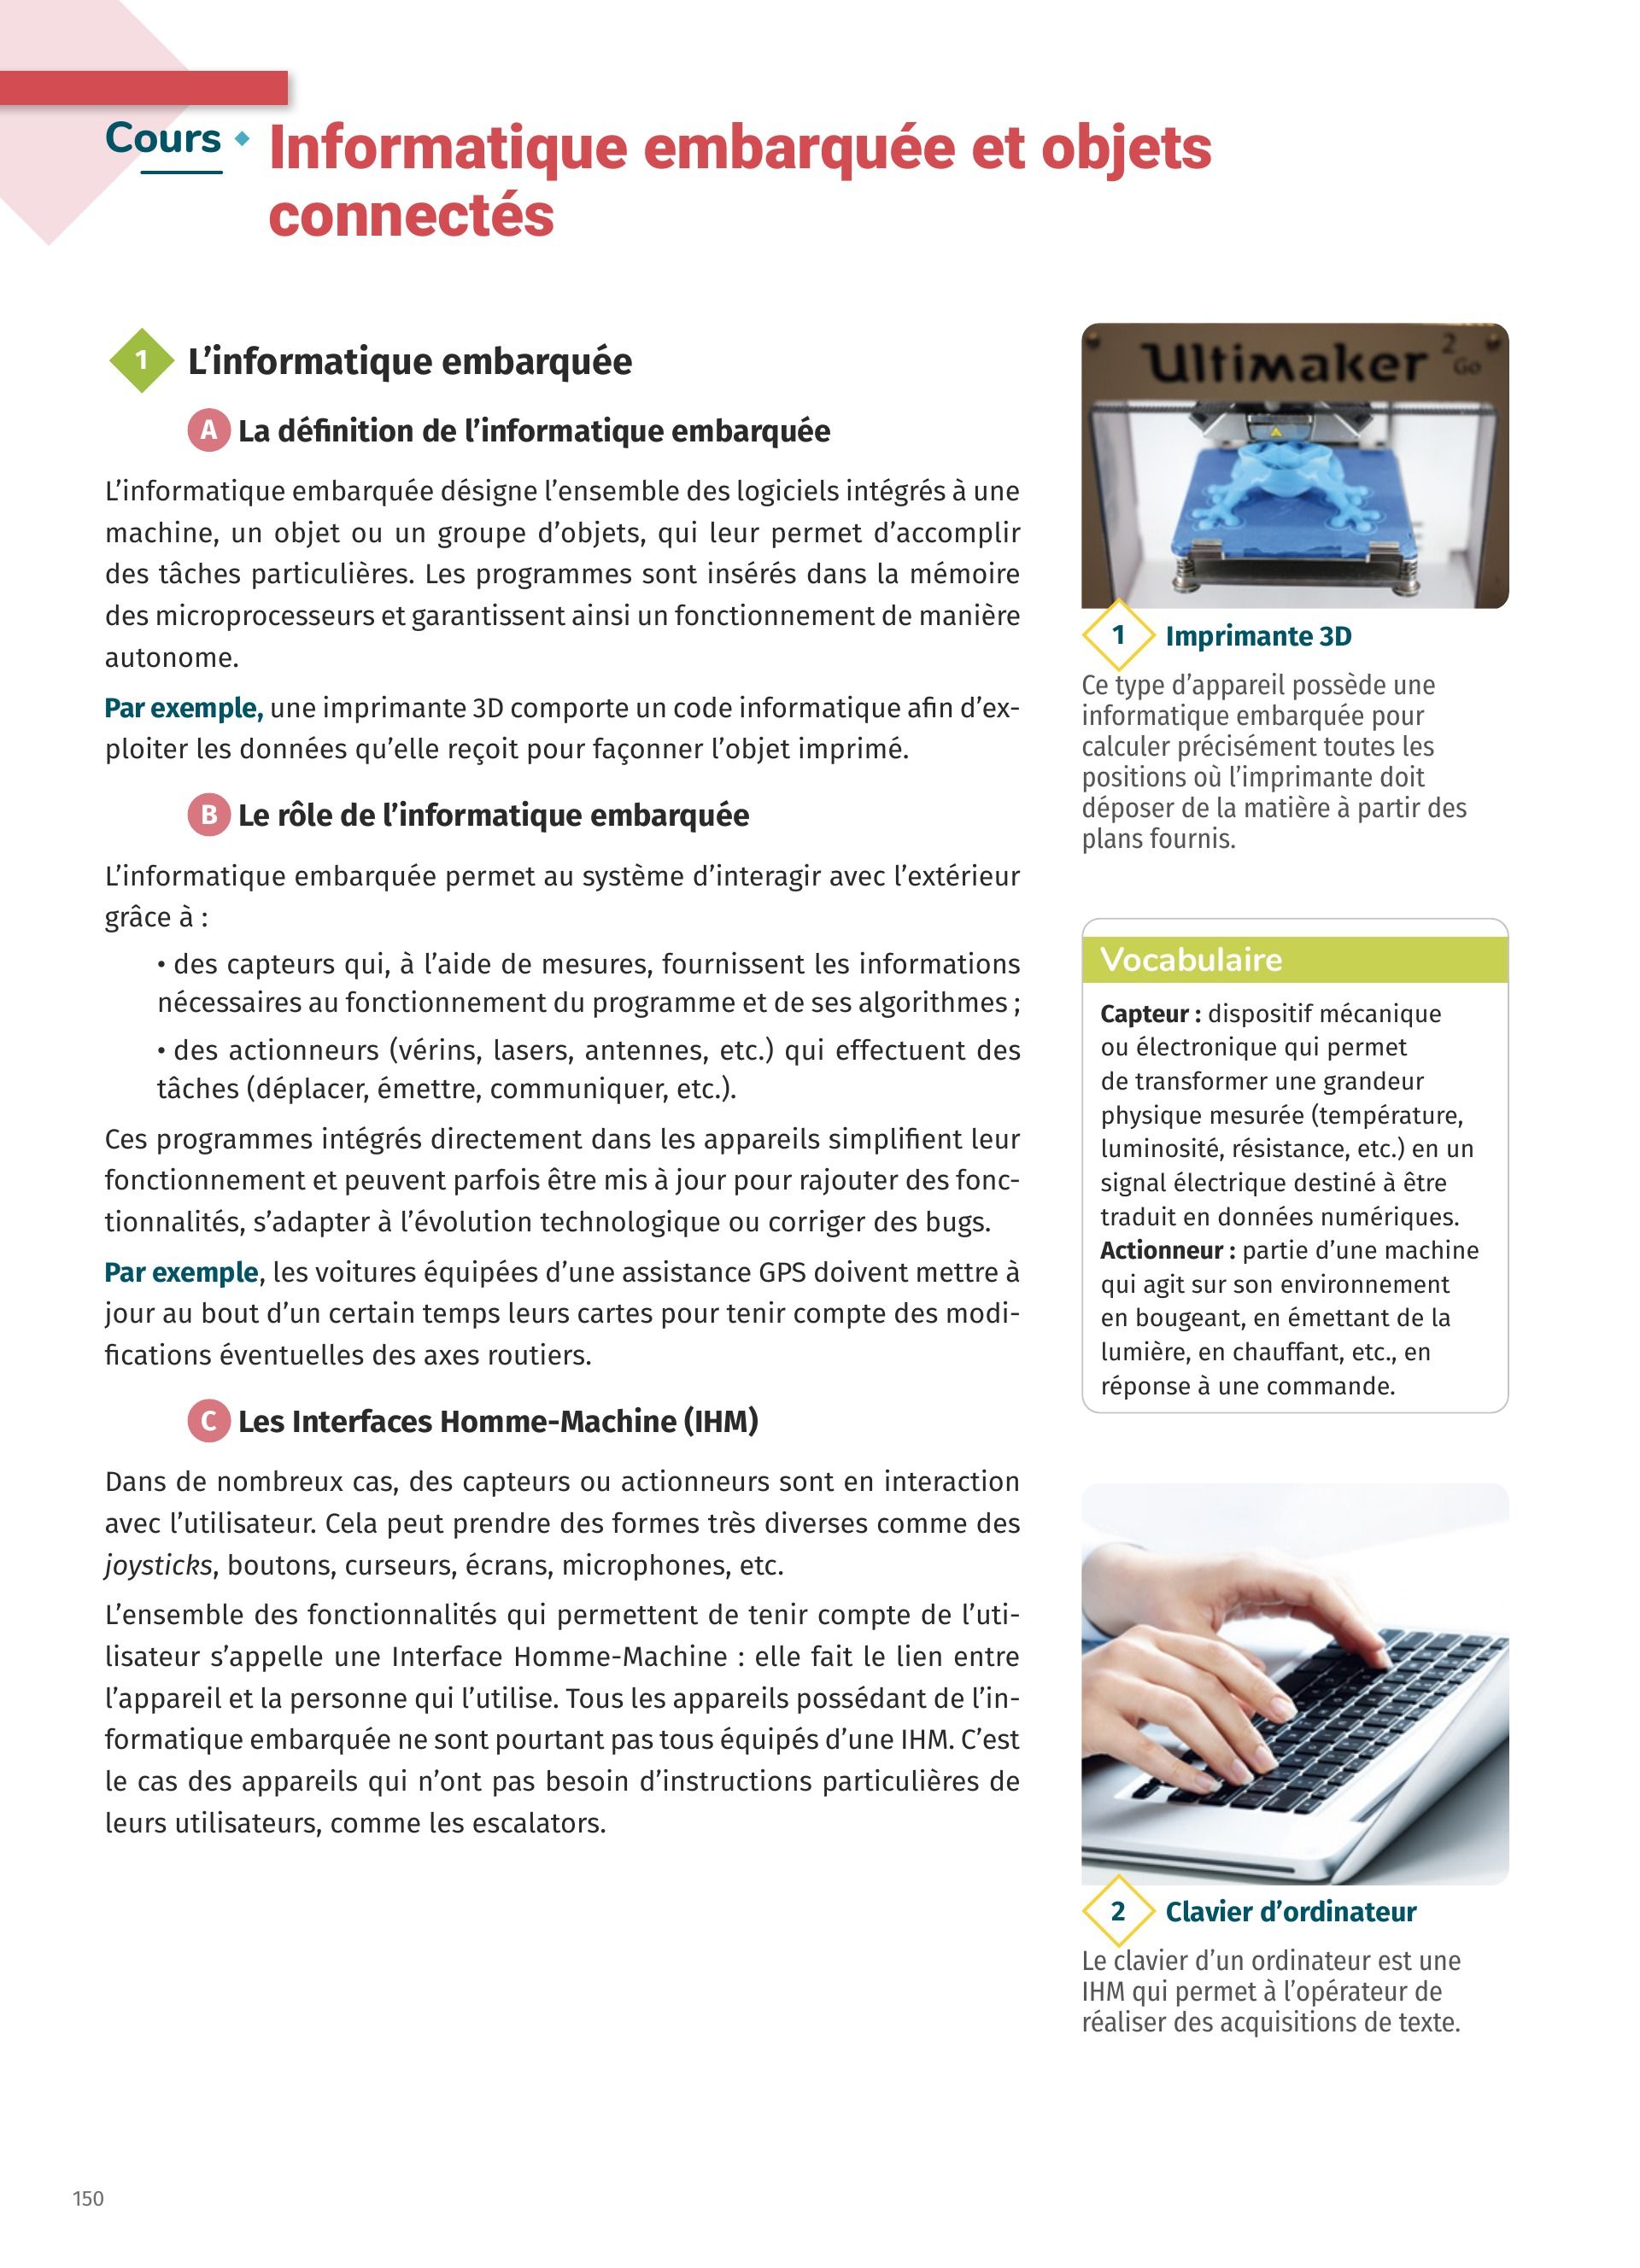 Cours
Informatique embarquée et objets
connectés
1 L’informatique embarquée
A La définition de l’informatique embarquée
L’informatique embarquée désigne l’ensemble des logiciels intégrés à une
machine, un objet ou un groupe d’objets, qui leur permet d’accomplir
des tâches particulières. Les programmes sont insérés dans la mémoire
des microprocesseurs et garantissent ainsi un fonctionnement de manière
autonome.
Par exemple, une imprimante 3D comporte un code informatique afin d’ex-
ploiter les données qu’elle reçoit pour façonner l’objet imprimé.
B Le rôle de l’informatique embarquée
L’informatique embarquée permet au système d’interagir avec l’extérieur
grâce à :
• des capteurs qui, à l’aide de mesures, fournissent les informations
nécessaires au fonctionnement du programme et de ses algorithmes ;
• des actionneurs (vérins, lasers, antennes, etc.) qui effectuent des
tâches (déplacer, émettre, communiquer, etc.).
Ces programmes intégrés directement dans les appareils simplifient leur
fonctionnement et peuvent parfois être mis à jour pour rajouter des fonc-
tionnalités, s’adapter à l’évolution technologique ou corriger des bugs.
Par exemple, les voitures équipées d’une assistance GPS doivent mettre à
jour au bout d’un certain temps leurs cartes pour tenir compte des modi-
fications éventuelles des axes routiers.
C Les Interfaces Homme-Machine (IHM)
Dans de nombreux cas, des capteurs ou actionneurs sont en interaction
avec l’utilisateur. Cela peut prendre des formes très diverses comme des
joysticks, boutons, curseurs, écrans, microphones, etc.
L’ensemble des fonctionnalités qui permettent de tenir compte de l’uti-
lisateur s’appelle une Interface Homme-Machine : elle fait le lien entre
l’appareil et la personne qui l’utilise. Tous les appareils possédant de l’in-
formatique embarquée ne sont pourtant pas tous équipés d’une IHM. C’est
le cas des appareils qui n’ont pas besoin d’instructions particulières de
leurs utilisateurs, comme les escalators.
Ultimaker 2
Go
1 Imprimante 3D
Ce type d’appareil possède une
informatique embarquée pour
calculer précisément toutes les
positions où l’imprimante doit
déposer de la matière à partir des
plans fournis.
Vocabulaire
Capteur : dispositif mécanique
ou électronique qui permet
de transformer une grandeur
physique mesurée (température,
luminosité, résistance, etc.) en un
signal électrique destiné à être
traduit en données numériques.
Actionneur : partie d’une machine
qui agit sur son environnement
en bougeant, en émettant de la
lumière, en chauffant, etc., en
réponse à une commande.
2 Clavier d’ordinateur
Le clavier d’un ordinateur est une
IHM qui permet à l’opérateur de
réaliser des acquisitions de texte.
150